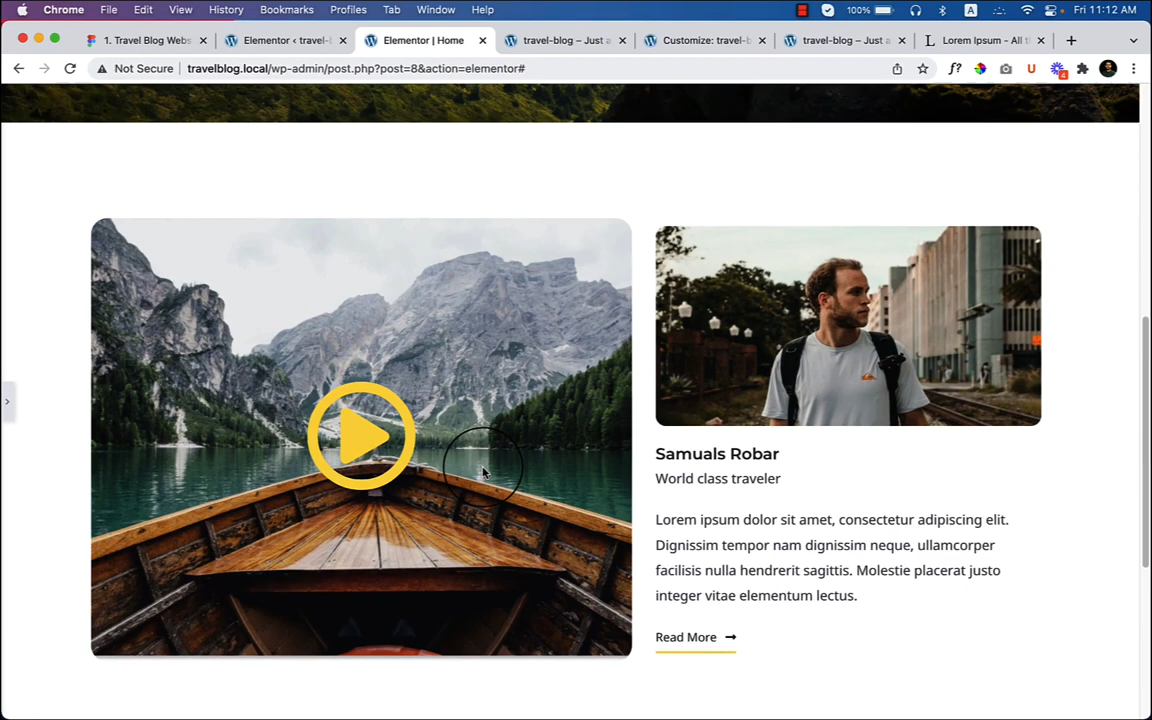 Chrome File Edit View History Bookmarks Profiles Tab Window Help 100% A Fri 11:12 AM
1. Travel Blog Webs
Elementor ‹ travel-b
Elementor | Home
travel-blog – Just a
Customize: travel-b
travel-blog – Just a
Lorem Ipsum - All t
Not Secure travelblog.local/wp-admin/post.php?post=8&action=elementor#
f? U 4
Samuals Robar
World class traveler
Lorem ipsum dolor sit amet, consectetur adipiscing elit.
Dignissim tempor nam dignissim neque, ullamcorper
facilisis nulla hendrerit sagittis. Molestie placerat justo
integer vitae elementum lectus.
Read More